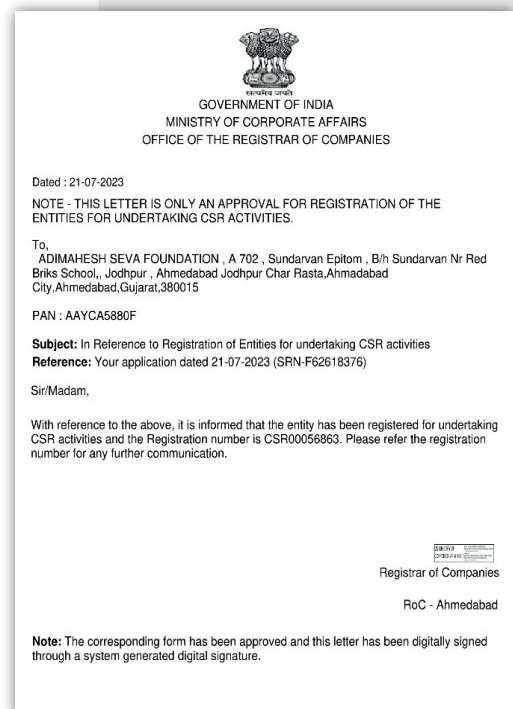 सत्यमेव जयते
GOVERNMENT OF INDIA
MINISTRY OF CORPORATE AFFAIRS
OFFICE OF THE REGISTRAR OF COMPANIES
Dated : 21-07-2023
NOTE - THIS LETTER IS ONLY AN APPROVAL FOR REGISTRATION OF THE
ENTITIES FOR UNDERTAKING CSR ACTIVITIES.
To,
ADIMAHESH SEVA FOUNDATION , A 702 , Sundarvan Epitom , B/h Sundarvan Nr Red
Briks School,, Jodhpur , Ahmedabad Jodhpur Char Rasta,Ahmadabad
City,Ahmedabad,Gujarat,380015
PAN : AAYCA5880F
Subject: In Reference to Registration of Entities for undertaking CSR activities
Reference: Your application dated 21-07-2023 (SRN-F62618376)
Sir/Madam,
With reference to the above, it is informed that the entity has been registered for undertaking
CSR activities and the Registration number is CSR00056863. Please refer the registration
number for any further communication.
Registrar of Companies
RoC - Ahmedabad
Note: The corresponding form has been approved and this letter has been digitally signed
through a system generated digital signature.